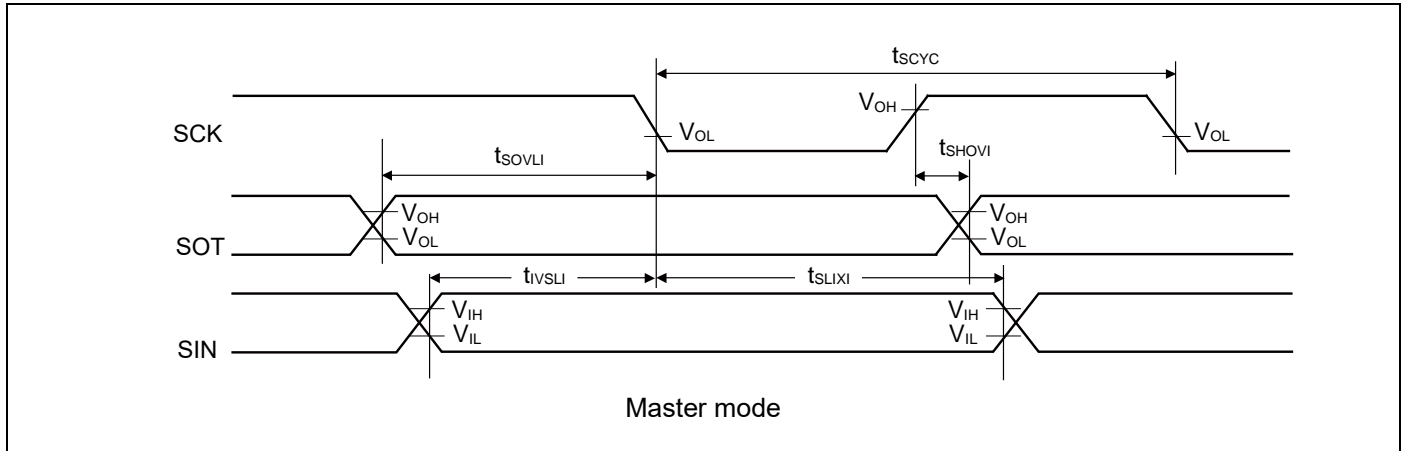 tSCYC
VOH
SCK
VOL
VOL
tSOVLI
tSHOVI
VOH
VOH
SOT
VOL
VOL
tIVSLI
tSLIXI
VIH
VIH
VIL
VIL
SIN
Master mode